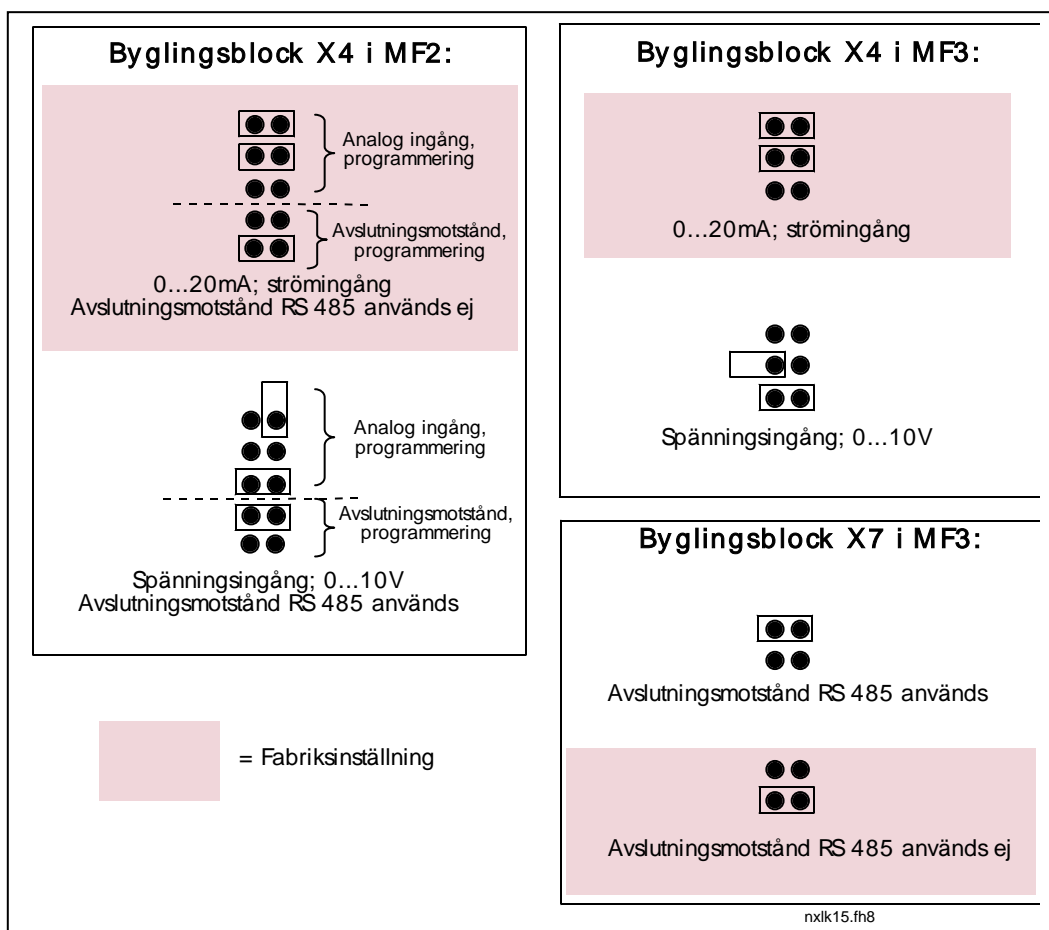 Byglingsblock X4 i MF2:
Analog ingång,
programmering
Avslutningsmotstånd,
programmering
0...20mA; strömingång
Avslutningsmotstånd RS 485 används ej
Analog ingång,
programmering
Avslutningsmotstånd,
programmering
Spänningsingång; 0...10V
Avslutningsmotstånd RS 485 används
= Fabriksinställning
Byglingsblock X4 i MF3:
0...20mA; strömingång
Spänningsingång; 0...10V
Byglingsblock X7 i MF3:
Avslutningsmotstånd RS 485 används
Avslutningsmotstånd RS 485 används ej
nxlk15.fh8